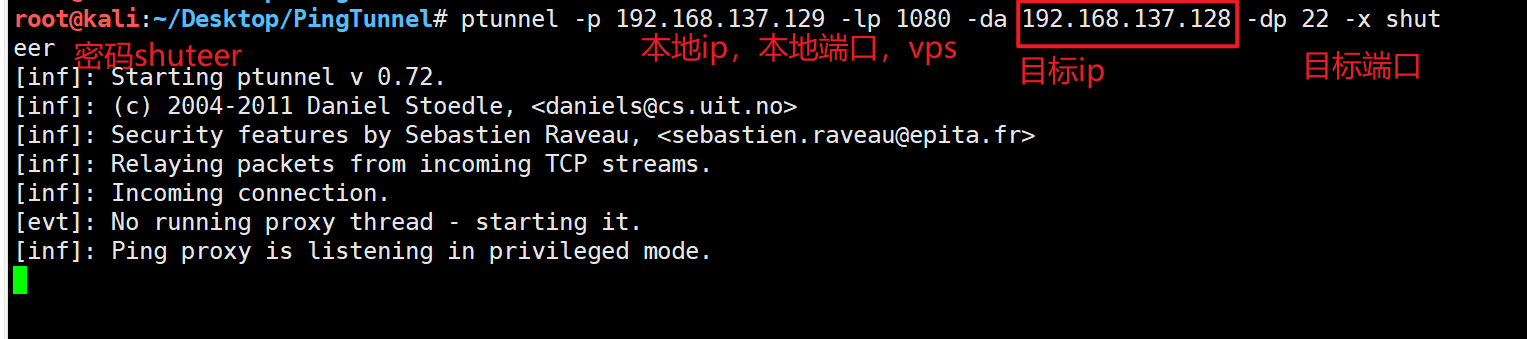 root@kali:~/Desktop/PingTunnel# ptunnel -p 192.168.137.129 -lp 1080 -da 192.168.137.128 -dp 22 -x shut
eer
密码shuteer
本地ip，本地端口，vps
目标ip
目标端口
[inf]: Starting ptunnel v 0.72.
[inf]: (c) 2004-2011 Daniel Stoedle, <daniels@cs.uit.no>
[inf]: Security features by Sebastien Raveau, <sebastien.raveau@epita.fr>
[inf]: Relaying packets from incoming TCP streams.
[inf]: Incoming connection.
[evt]: No running proxy thread - starting it.
[inf]: Ping proxy is listening in privileged mode.